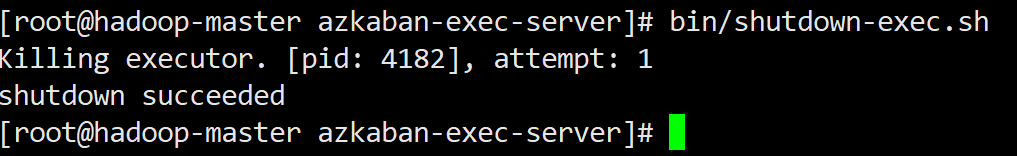 [root@hadoop-master azkaban-exec-server]# bin/shutdown-exec.sh
Killing executor. [pid: 4182], attempt: 1
shutdown succeeded
[root@hadoop-master azkaban-exec-server]#